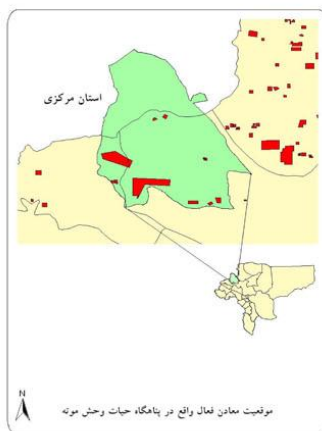 استان مرکزی
N
موقعیت معادن فعال واقع در پناهگاه حیات وحش موته